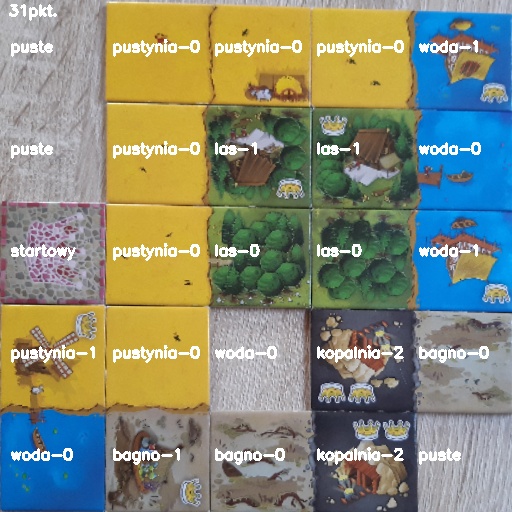 31pkt.
puste pustynia-0 pustynia-0 pustynia-0 woda-1
puste pustynia-0 las-1 las-1 woda-0
startowy pustynia-0 las-0 las-0 woda-1
pustynia-1 pustynia-0 woda-0 kopalnia-2 bagno-0
woda-0 bagno-1 bagno-0 kopalnia-2 puste